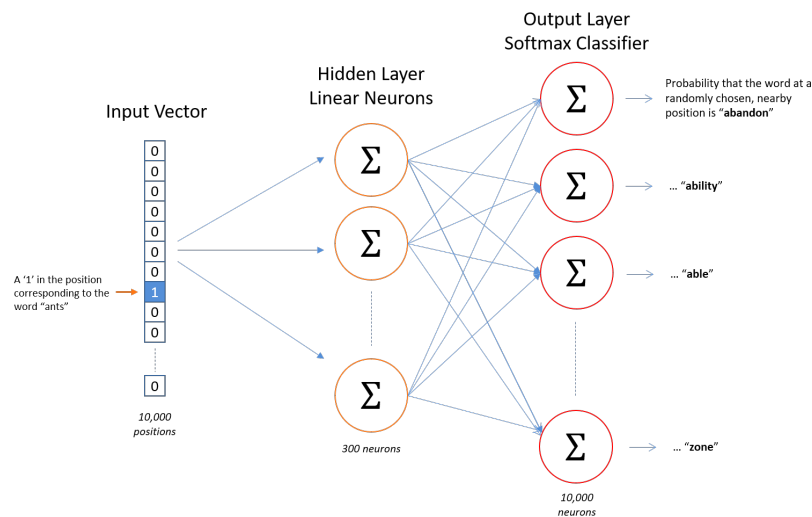 Output Layer
Softmax Classifier
Hidden Layer
Linear Neurons
Input Vector
0
0
0
0
0
0
0
1
0
0
0
A ‘1’ in the position
corresponding to the
word “ants”
10,000
positions
Σ
Σ
Σ
300 neurons
Σ
Σ
Σ
Σ
10,000
neurons
Probability that the word at a
randomly chosen, nearby
position is “abandon”
... “ability”
... “able”
... “zone”